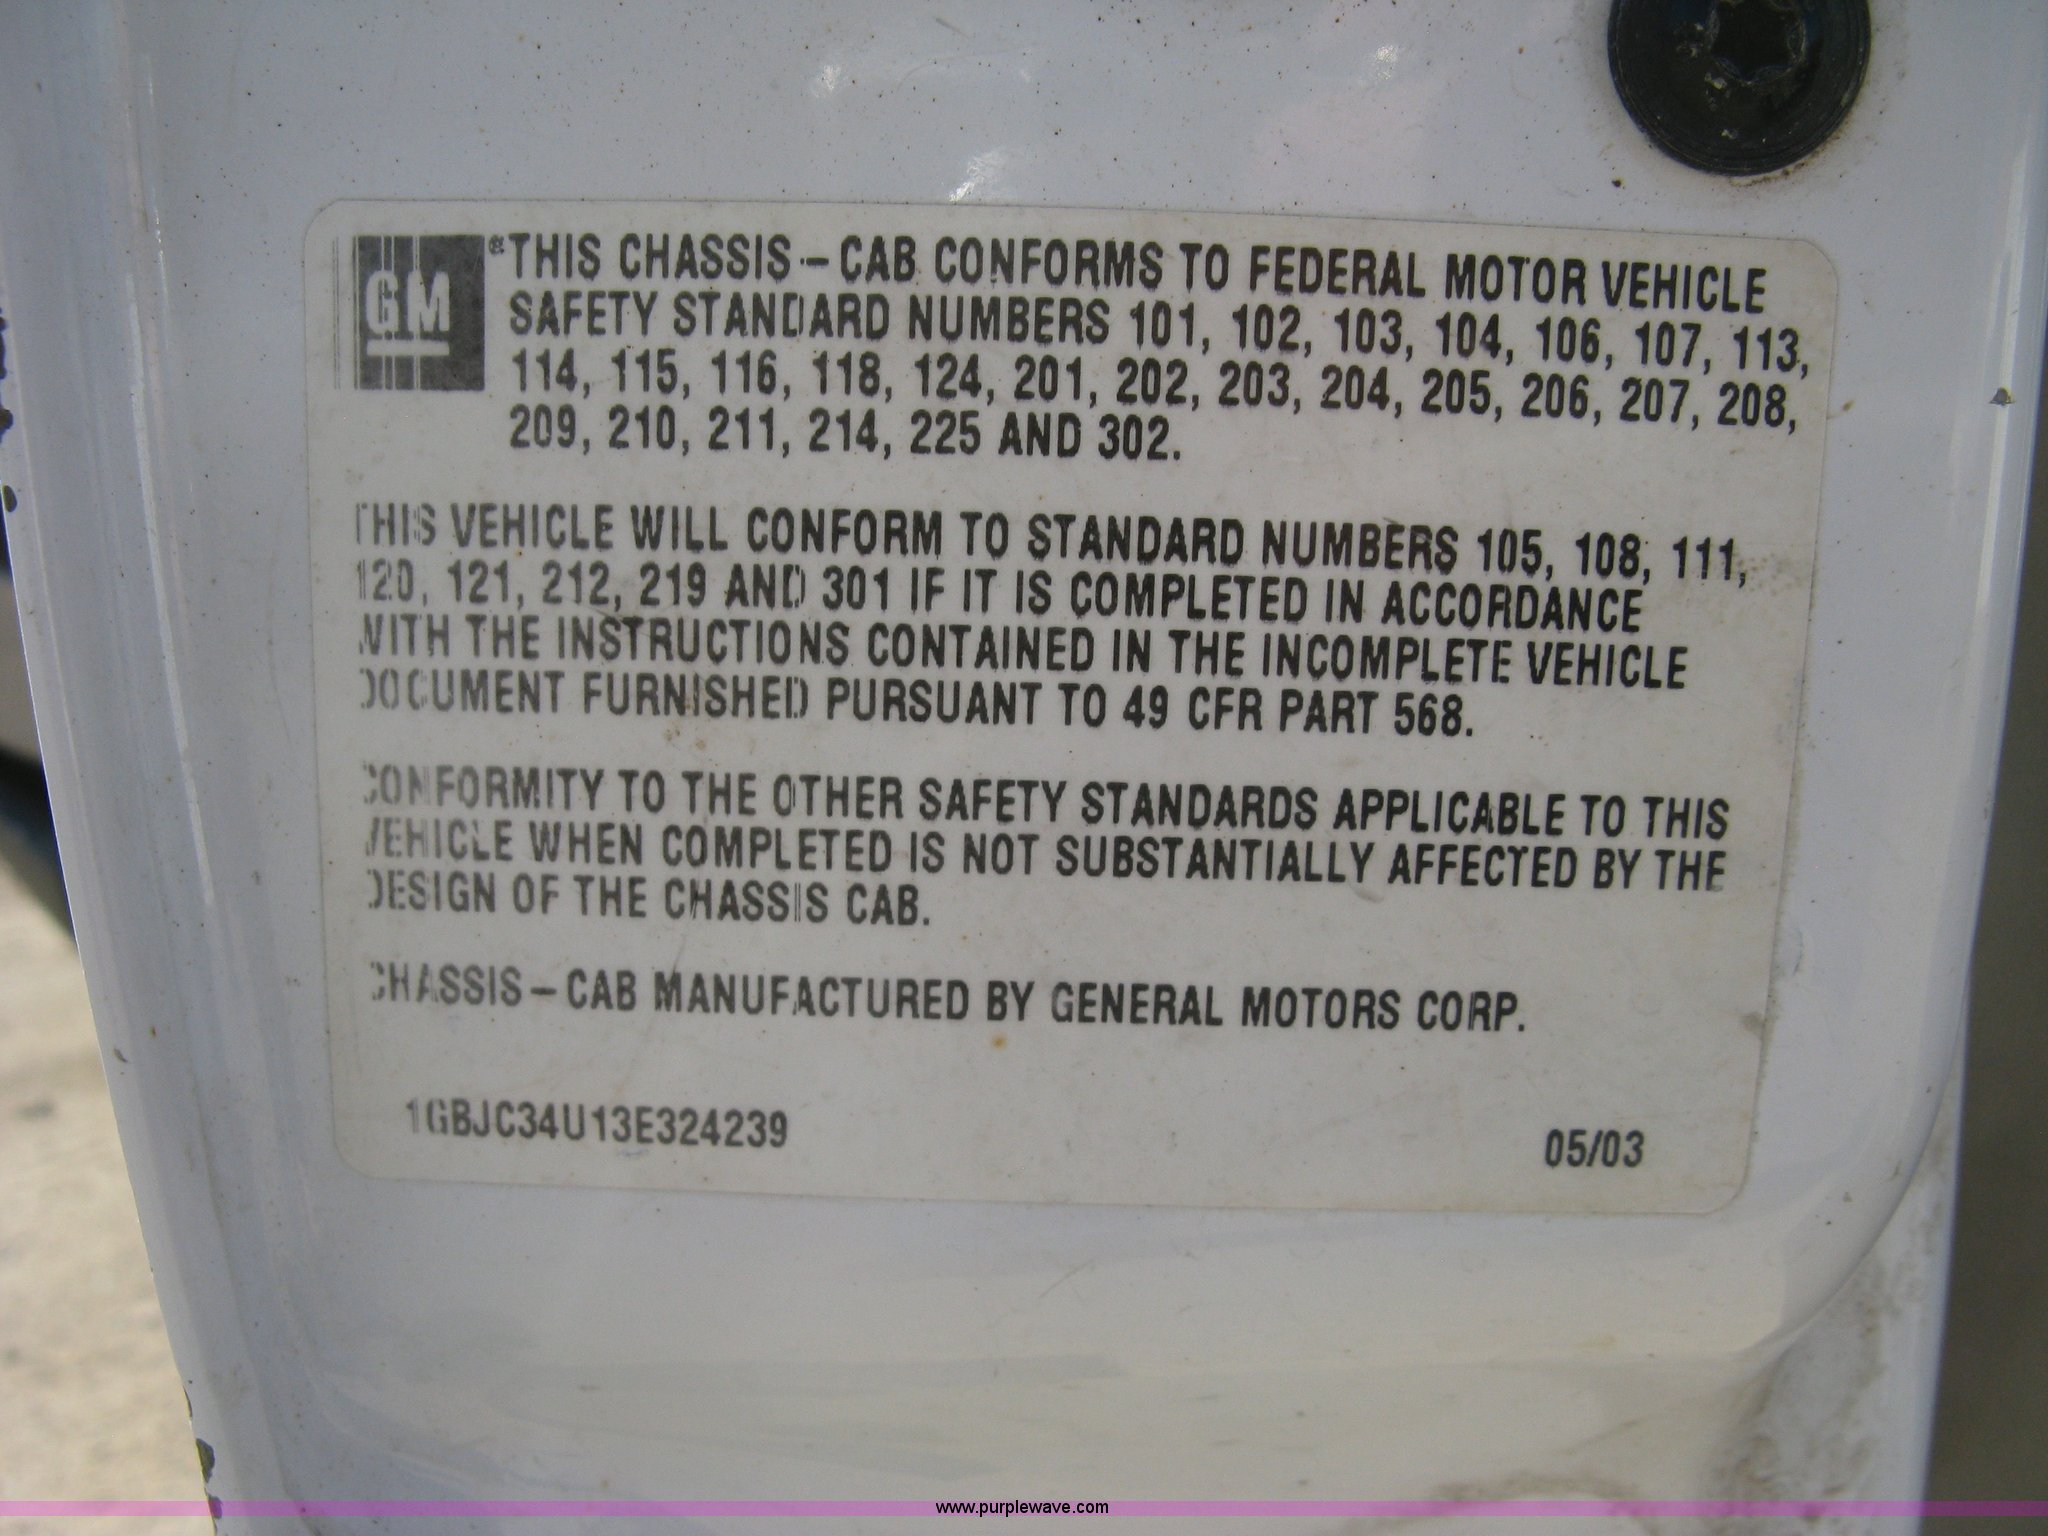 GM
®THIS CHASSIS – CAB CONFORMS TO FEDERAL MOTOR VEHICLE
SAFETY STANDARD NUMBERS 101, 102, 103, 104, 106, 107, 113,
114, 115, 116, 118, 124, 201, 202, 203, 204, 205, 206, 207, 208,
209, 210, 211, 214, 225 AND 302.
THIS VEHICLE WILL CONFORM TO STANDARD NUMBERS 105, 108, 111,
120, 121, 212, 219 AND 301 IF IT IS COMPLETED IN ACCORDANCE
WITH THE INSTRUCTIONS CONTAINED IN THE INCOMPLETE VEHICLE
DOCUMENT FURNISHED PURSUANT TO 49 CFR PART 568.
CONFORMITY TO THE OTHER SAFETY STANDARDS APPLICABLE TO THIS
VEHICLE WHEN COMPLETED IS NOT SUBSTANTIALLY AFFECTED BY THE
DESIGN OF THE CHASSIS CAB.
CHASSIS – CAB MANUFACTURED BY GENERAL MOTORS CORP.
1GBJC34U13E324239 05/03
www.purplewave.com